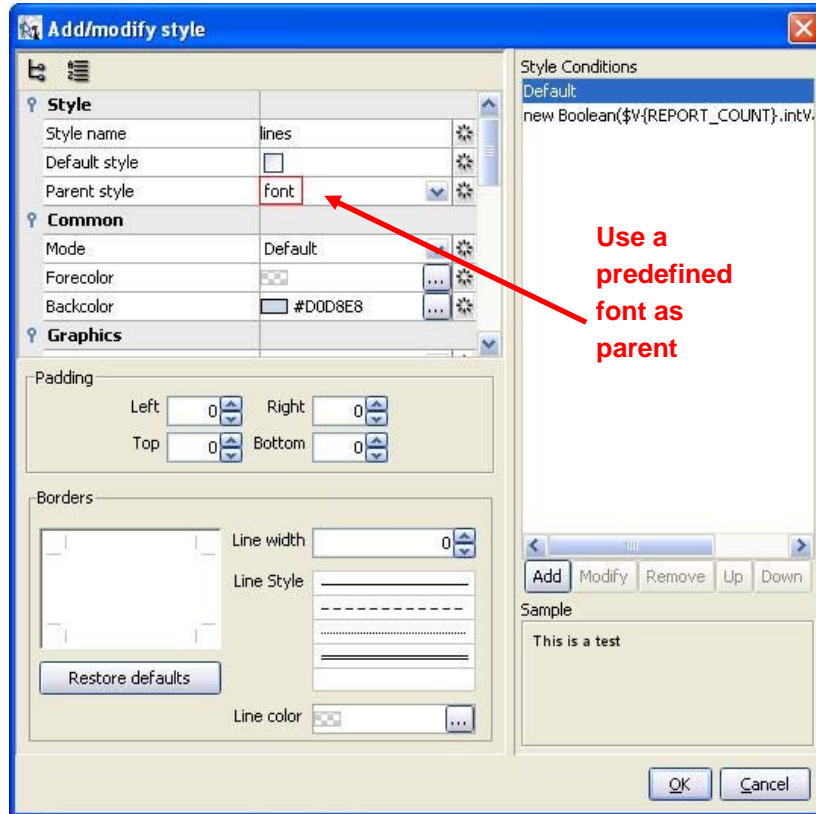 Add/modify style
Style
Style name lines
Default style
Parent style font
Common
Mode Default
Forecolor ...
Backcolor #D0D8E8 ...
Graphics
Padding
Left 0 Right 0
Top 0 Bottom 0
Borders
Line width 0
Line Style
Restore defaults
Line color ...
Style Conditions
Default
new Boolean($V{REPORT_COUNT}.intV
Use a
predefined
font as
parent
Add Modify Remove Up Down
Sample
This is a test
OK Cancel